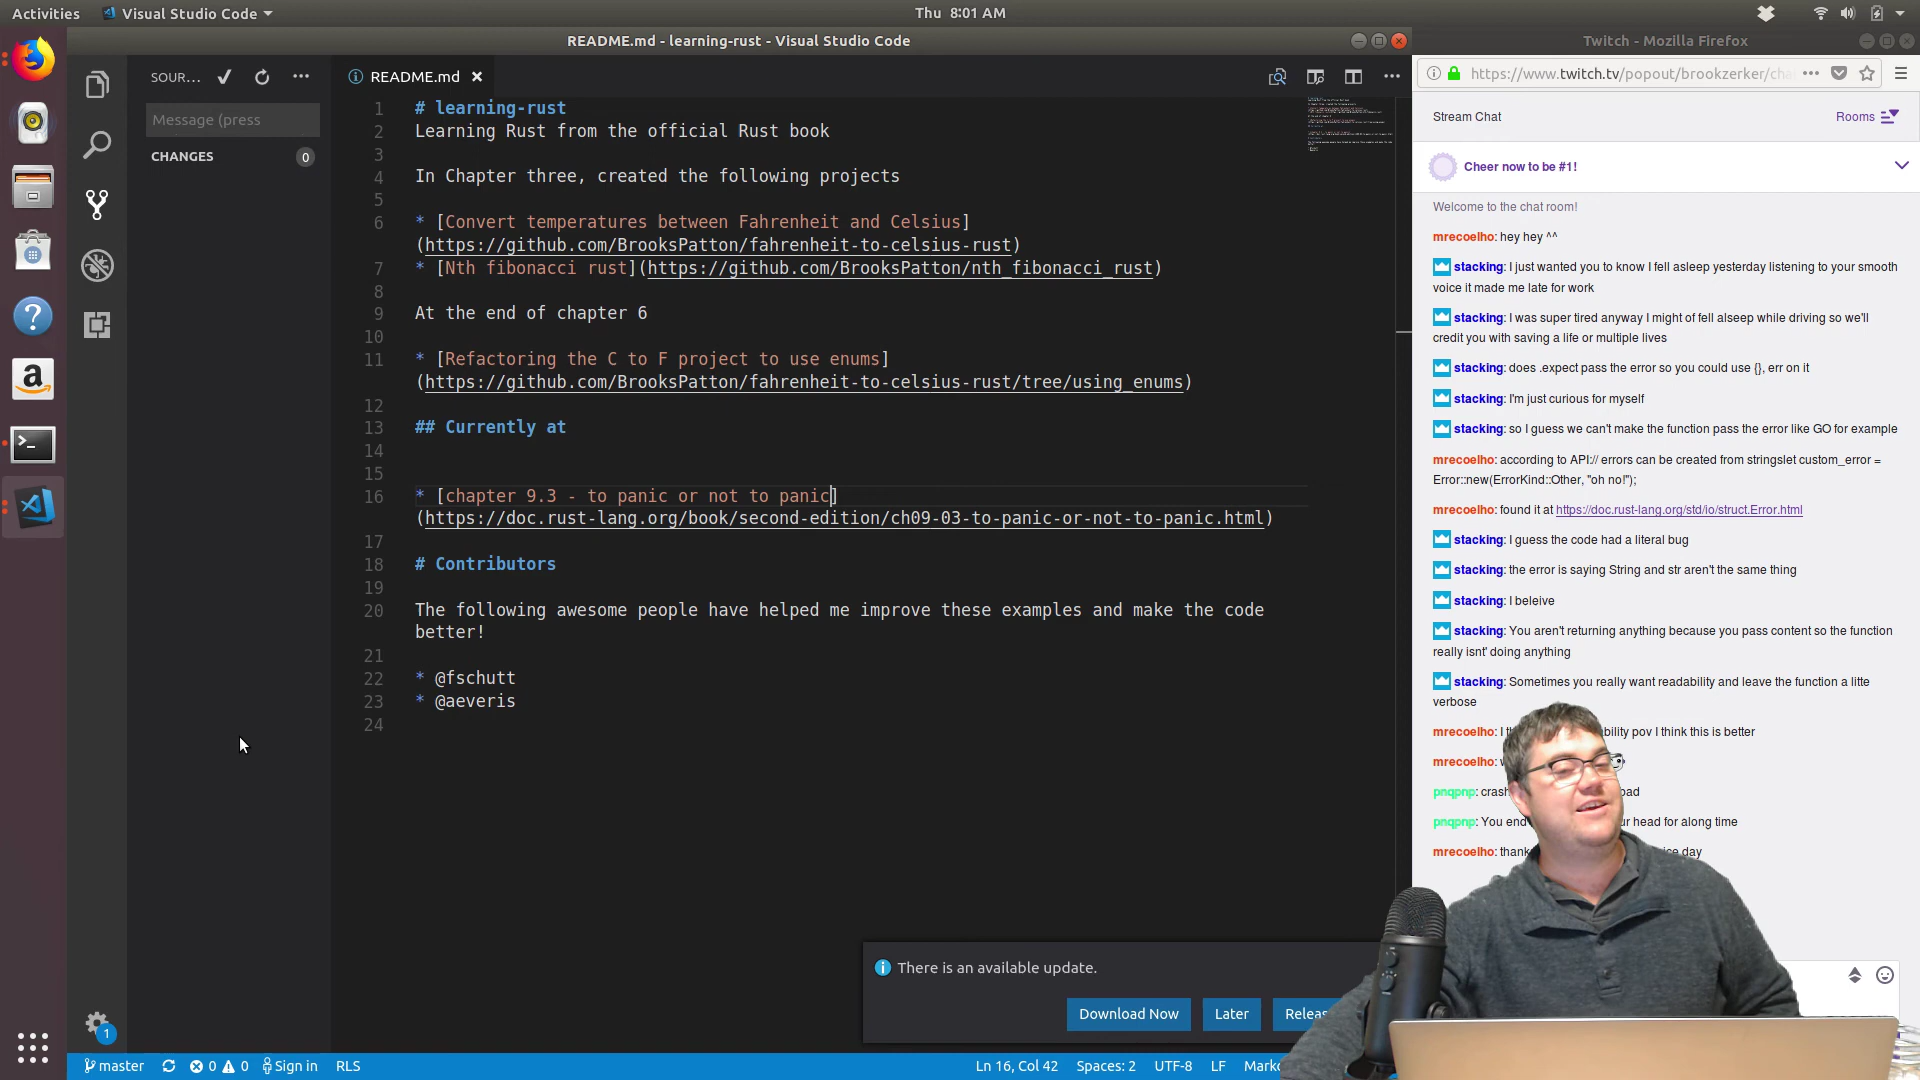 Activities
Visual Studio Code
Thu 8:01 AM
README.md - learning-rust - Visual Studio Code
Twitch - Mozilla Firefox
SOUR...
README.md
https://www.twitch.tv/popout/brookzerker/cha
Message (press
CHANGES
0
1 # learning-rust
2 Learning Rust from the official Rust book
3
4 In Chapter three, created the following projects
5
6 * [Convert temperatures between Fahrenheit and Celsius]
(https://github.com/BrooksPatton/fahrenheit-to-celsius-rust)
7 * [Nth fibonacci rust](https://github.com/BrooksPatton/nth_fibonacci_rust)
8
9 At the end of chapter 6
10
11 * [Refactoring the C to F project to use enums]
(https://github.com/BrooksPatton/fahrenheit-to-celsius-rust/tree/using_enums)
12
13 ## Currently at
14
15
16 * [chapter 9.3 - to panic or not to panic]
(https://doc.rust-lang.org/book/second-edition/ch09-03-to-panic-or-not-to-panic.html)
17
18 # Contributors
19
20 The following awesome people have helped me improve these examples and make the code
better!
21
22 * @fschutt
23 * @aeveris
24
There is an available update.
Download Now
Later
Releas
1
master
0
0
Sign in
RLS
Ln 16, Col 42
Spaces: 2
UTF-8
LF
Stream Chat
Rooms
Cheer now to be #1!
Welcome to the chat room!
mrecoelho: hey hey ^^
stacking: I just wanted you to know I fell asleep yesterday listening to your smooth
voice it made me late for work
stacking: I was super tired anyway I might of fell alseep while driving so we'll
credit you with saving a life or multiple lives
stacking: does .expect pass the error so you could use {}, err on it
stacking: I'm just curious for myself
stacking: so I guess we can't make the function pass the error like GO for example
mrecoelho: according to API:// errors can be created from stringslet custom_error =
Error::new(ErrorKind::Other, "oh no!");
mrecoelho: found it at https://doc.rust-lang.org/std/io/struct.Error.html
stacking: I guess the code had a literal bug
stacking: the error is saying String and str aren't the same thing
stacking: I beleive
stacking: You aren't returning anything because you pass content so the function
really isnt' doing anything
stacking: Sometimes you really want readability and leave the function a litte
verbose
mrecoelho: I pov I think this is better
mrecoelho:
pnqpnp: crash
pnqpnp: You end head for along time
mrecoelho: thank day